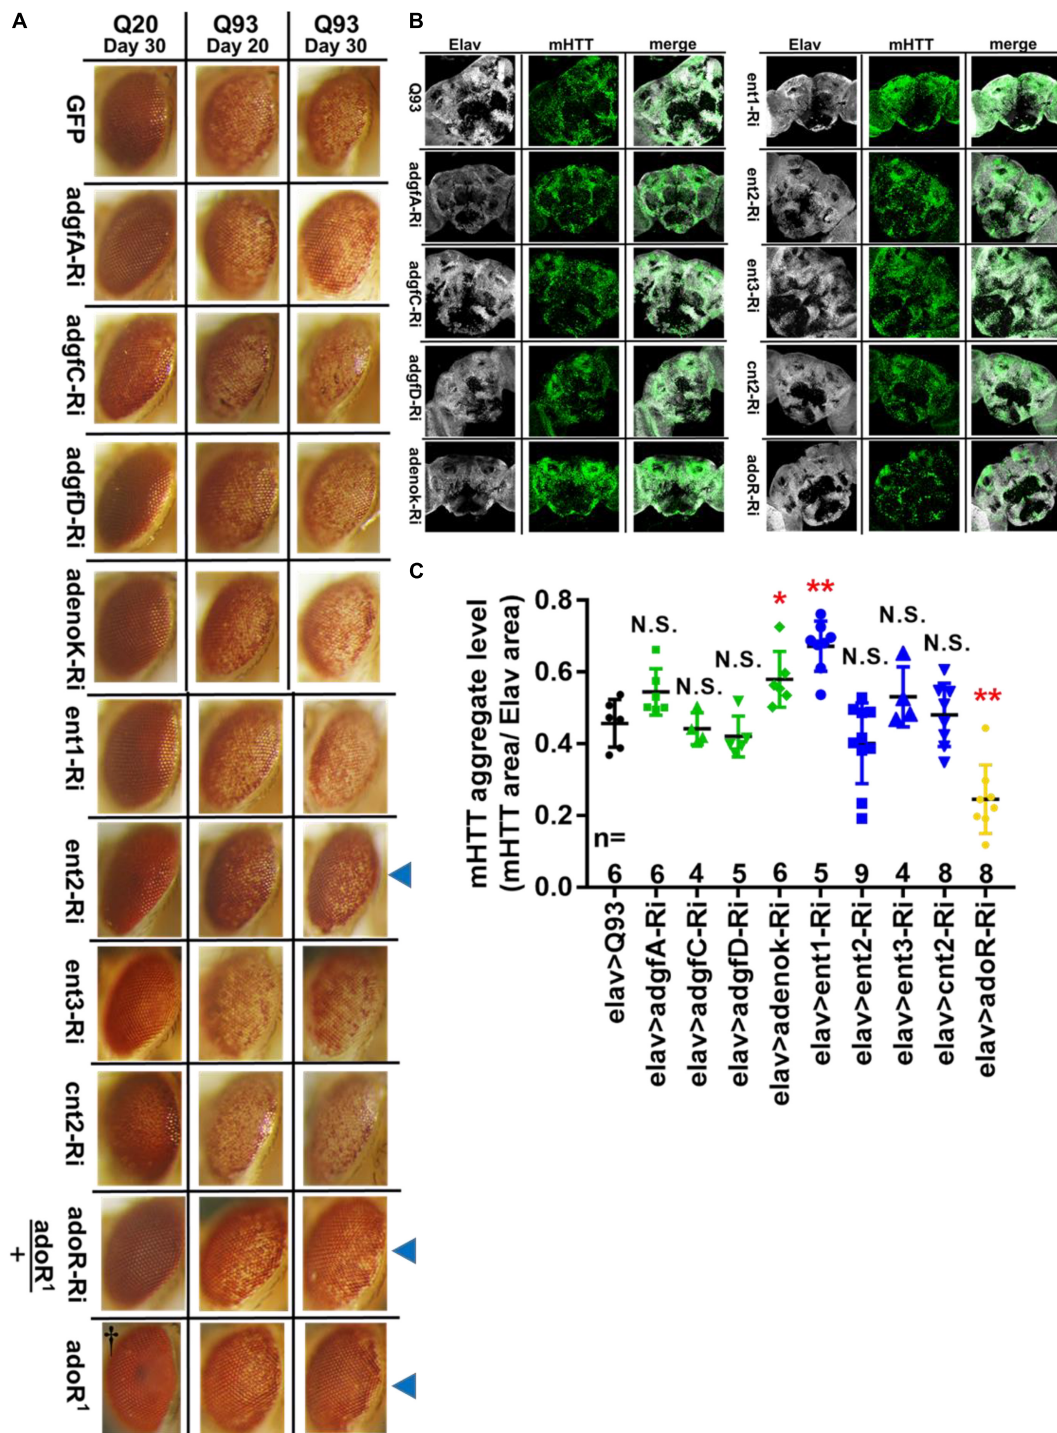 A
Q20 Q93 Q93
Day 30 Day 20 Day 30
GFP
adgfA-Ri
adgfC-Ri
adgfD-Ri
adenoK-Ri
ent1-Ri
ent2-Ri
ent3-Ri
cnt2-Ri
adoR-Ri
adoR1
+
adoR1
†
B
Elav mHTT merge
Q93
adgfA-Ri
adgfC-Ri
adgfD-Ri
adenok-Ri
Elav mHTT merge
ent1-Ri
ent2-Ri
ent3-Ri
cnt2-Ri
adoR-Ri
C
mHTT aggregate level
(mHTT area/ Elav area)
0.8
0.6
0.4
0.2
0.0
N.S. N.S. N.S. * ** N.S. N.S. N.S. **
n=
6 6 4 5 6 5 9 4 8 8
elav>Q93
elav>adgfA-Ri
elav>adgfC-Ri
elav>adgfD-Ri
elav>adenok-Ri
elav>ent1-Ri
elav>ent2-Ri
elav>ent3-Ri
elav>cnt2-Ri
elav>adoR-Ri